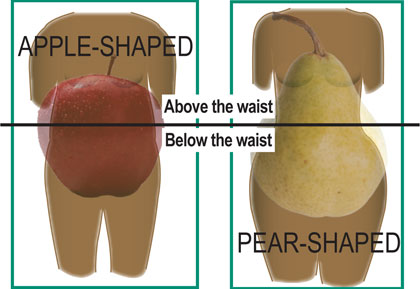 APPLE-SHAPED
Above the waist
Below the waist
PEAR-SHAPED